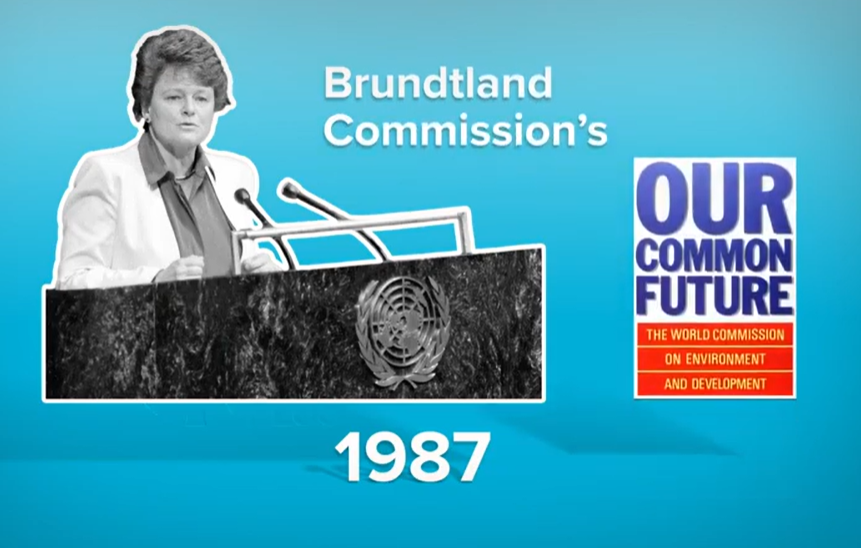 Brundtland
Commission's
OUR
COMMON
FUTURE
THE WORLD COMMISSION
ON ENVIRONMENT
AND DEVELOPMENT
1987